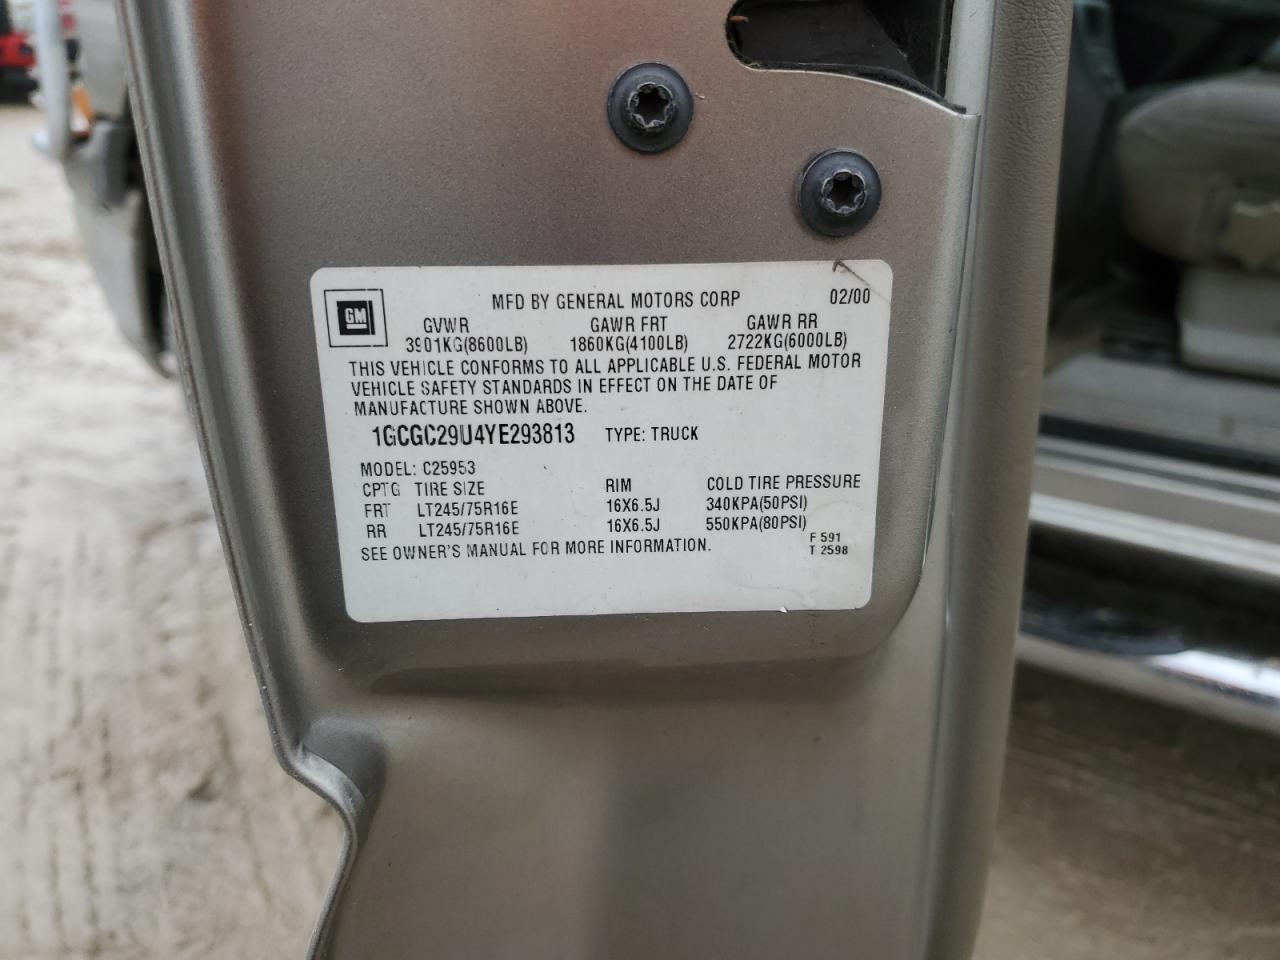 MFD BY GENERAL MOTORS CORP 02/00
GM
GVWR GAWR FRT GAWR RR
3901KG(8600LB) 1860KG(4100LB) 2722KG(6000LB)
THIS VEHICLE CONFORMS TO ALL APPLICABLE U.S. FEDERAL MOTOR
VEHICLE SAFETY STANDARDS IN EFFECT ON THE DATE OF
MANUFACTURE SHOWN ABOVE.
1GCGC29U4YE293813 TYPE: TRUCK
MODEL: C25953
CPTG TIRE SIZE RIM COLD TIRE PRESSURE
FRT LT245/75R16E 16X6.5J 340KPA(50PSI)
RR LT245/75R16E 16X6.5J 550KPA(80PSI)
SEE OWNER'S MANUAL FOR MORE INFORMATION. F 591
T 2598